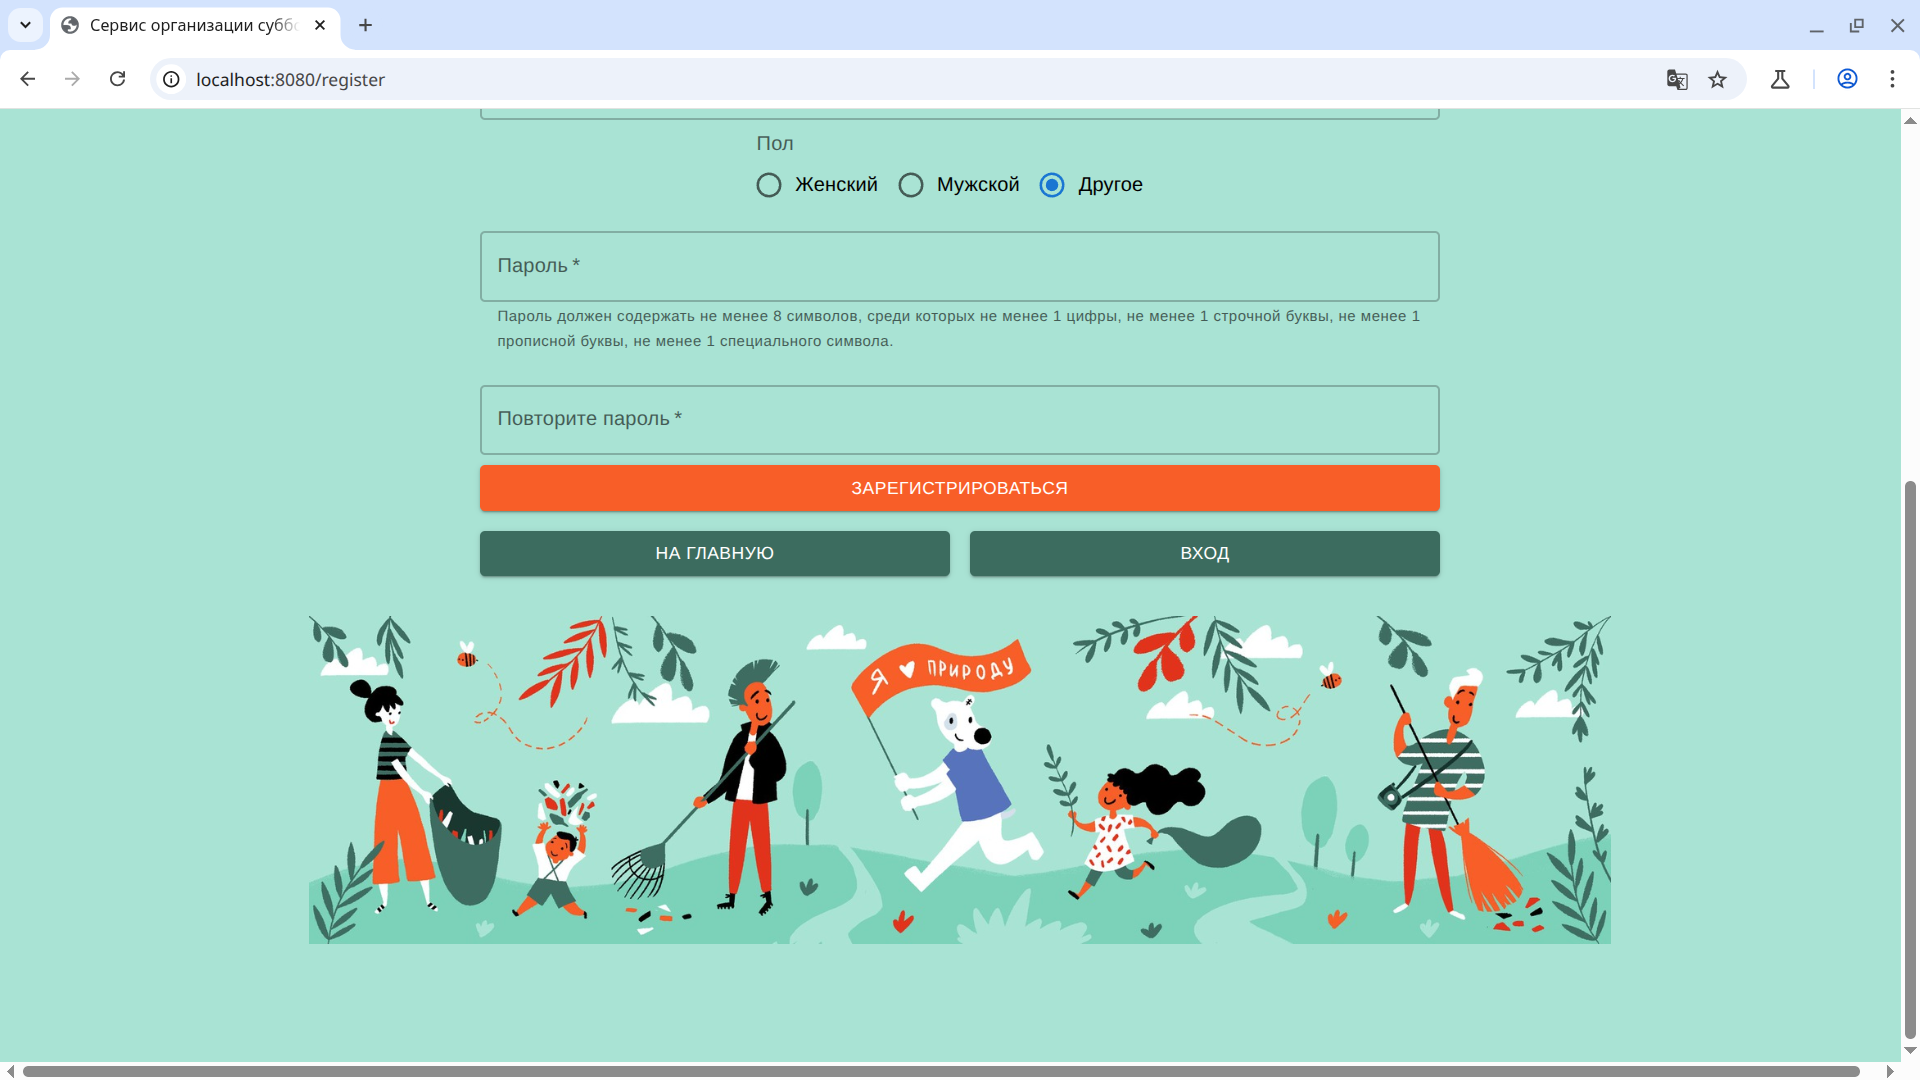 Сервис организации суббо
localhost:8080/register
Пол
Женский Мужской Другое
Пароль *
Пароль должен содержать не менее 8 символов, среди которых не менее 1 цифры, не менее 1 строчной буквы, не менее 1
прописной буквы, не менее 1 специального символа.
Повторите пароль *
ЗАРЕГИСТРИРОВАТЬСЯ
НА ГЛАВНУЮ ВХОД
Я ♥ ПРИРОДУ